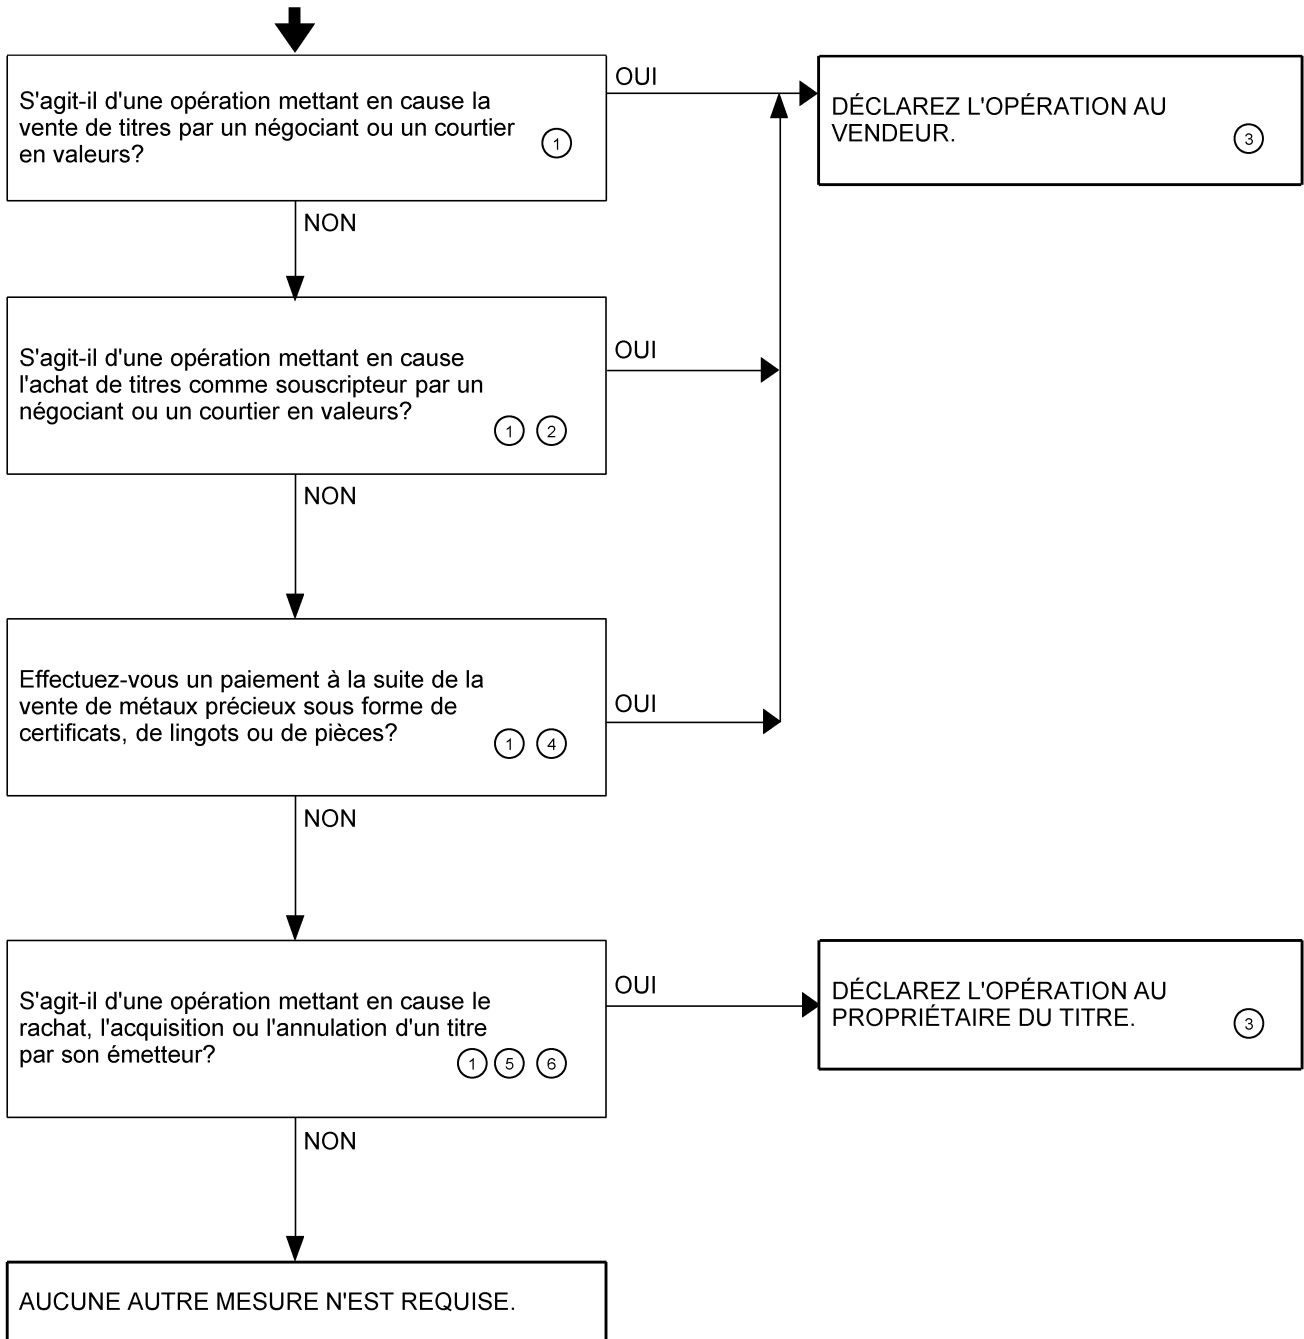 S'agit-il d'une opération mettant en cause la
vente de titres par un négociant ou un courtier
en valeurs?
1
OUI
DÉCLAREZ L'OPÉRATION AU
VENDEUR.
3
NON
S'agit-il d'une opération mettant en cause
l'achat de titres comme souscripteur par un
négociant ou un courtier en valeurs?
1 2
OUI
NON
Effectuez-vous un paiement à la suite de la
vente de métaux précieux sous forme de
certificats, de lingots ou de pièces?
1 4
OUI
NON
S'agit-il d'une opération mettant en cause le
rachat, l'acquisition ou l'annulation d'un titre
par son émetteur?
1 5 6
OUI
DÉCLAREZ L'OPÉRATION AU
PROPRIÉTAIRE DU TITRE.
3
NON
AUCUNE AUTRE MESURE N'EST REQUISE.